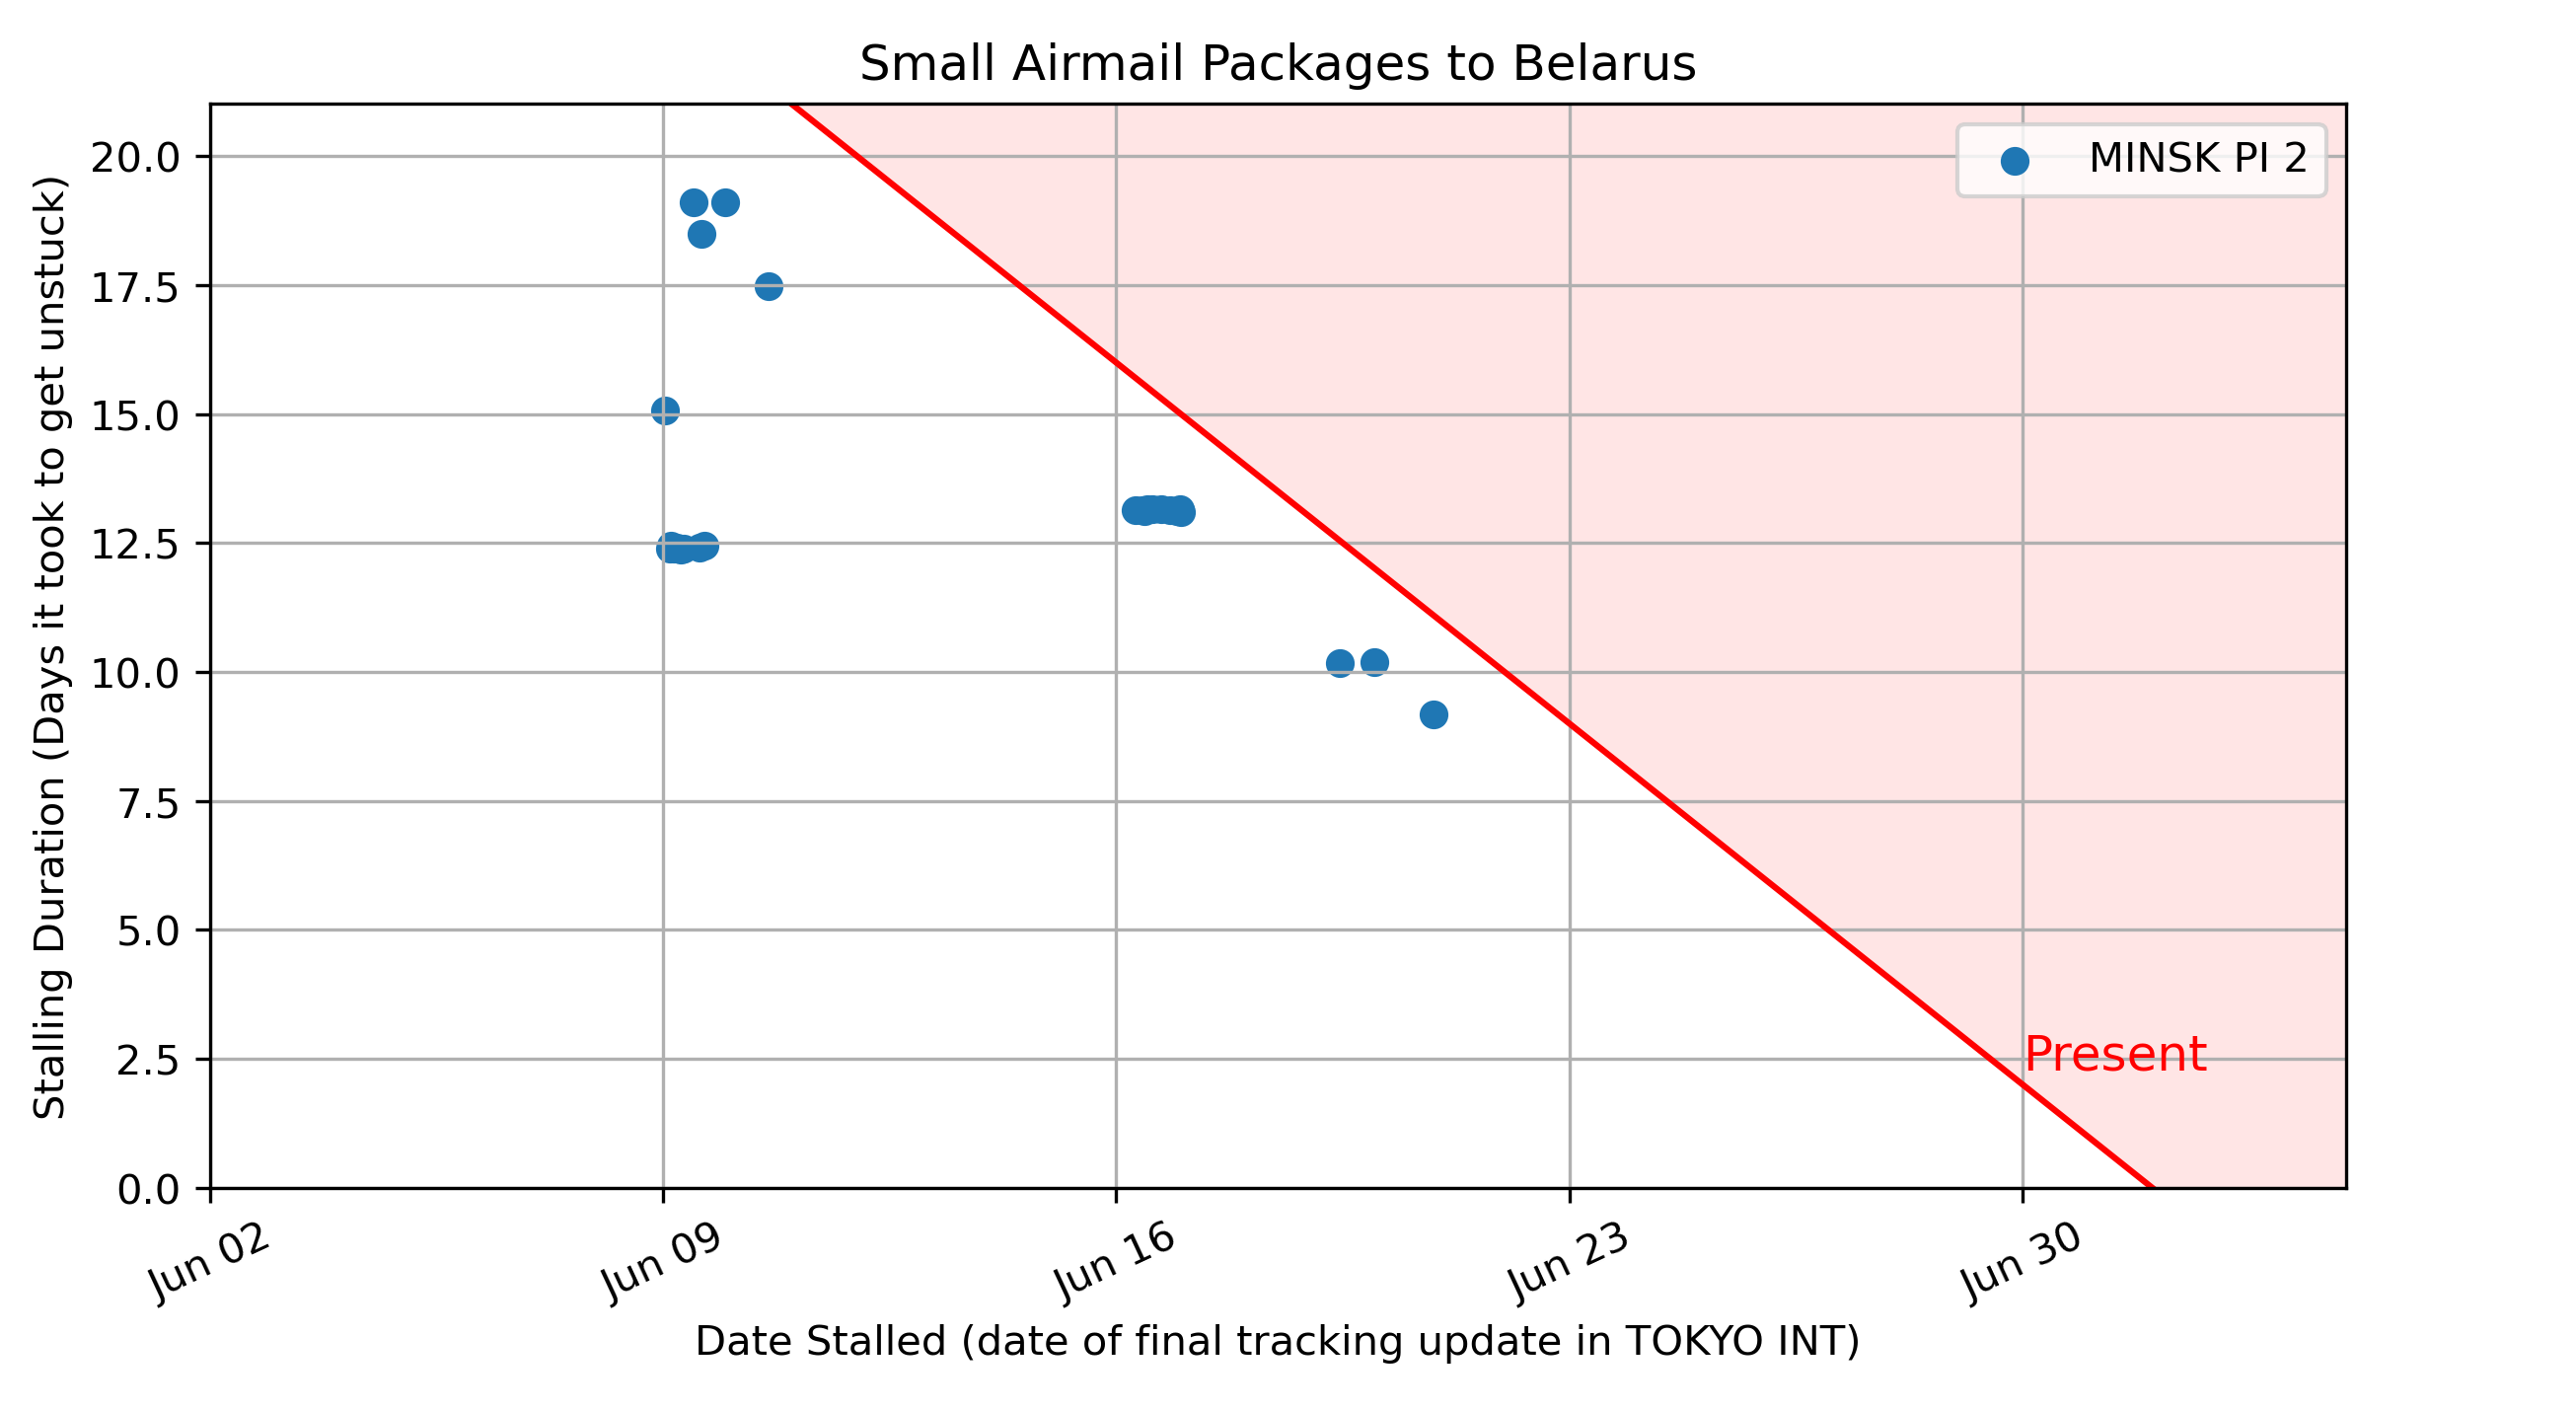 Small Airmail Packages to Belarus
MINSK PI 2
20.0
17.5
15.0
12.5
10.0
7.5
5.0
2.5
0.0
Stalling Duration (Days it took to get unstuck)
Present
Jun 02
Jun 09
Jun 16
Jun 23
Jun 30
Date Stalled (date of final tracking update in TOKYO INT)